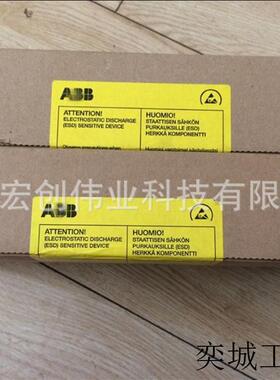 ABB
ATTENTION!
ELECTROSTATIC DISCHARGE
(ESD) SENSITIVE DEVICE
HUOMIO!
STAATTISEN SÄHKÖN
PURKAUKSILLE (ESD)
HERKKÄ KOMPONENTTI
宏创伟业科技有限
ABB
ATTENTION!
ELECTROSTATIC DISCHARGE
(ESD) SENSITIVE DEVICE
HUOMIO!
STAATTISEN SÄHKÖN
PURKAUKSILLE (ESD)
HERKKÄ KOMPONENTTI
奕城工